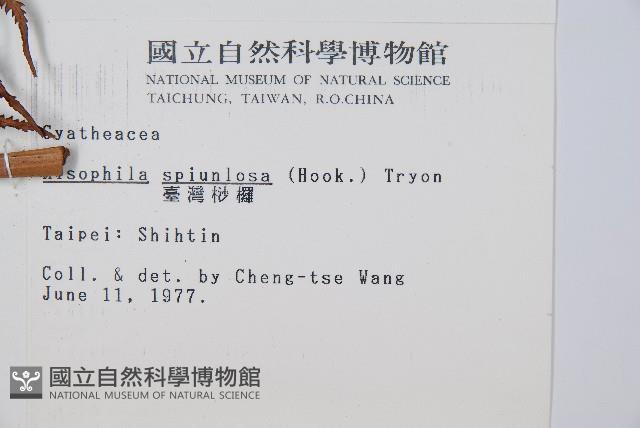 國立自然科學博物館
NATIONAL MUSEUM OF NATURAL SCIENCE
TAICHUNG, TAIWAN, R.O.CHINA
Cyatheacea
Alsophila spiunlosa (Hook.) Tryon
臺灣桫欏
Taipei: Shihtin
Coll. & det. by Cheng-tse Wang
June 11, 1977.
國立自然科學博物館
NATIONAL MUSEUM OF NATURAL SCIENCE